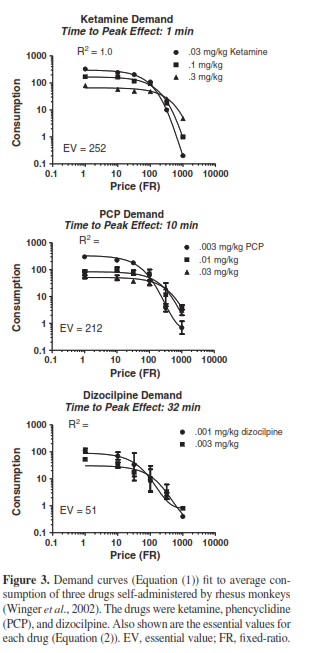 Ketamine Demand
Time to Peak Effect: 1 min
R² = 1.0
.03 mg/kg Ketamine
.1 mg/kg
.3 mg/kg
Consumption
1000
100
10
1
0.1
EV = 252
0.1 1 10 100 1000 10000
Price (FR)
PCP Demand
Time to Peak Effect: 10 min
R² =
.003 mg/kg PCP
.01 mg/kg
.03 mg/kg
Consumption
1000
100
10
1
0.1
EV = 212
0.1 1 10 100 1000 10000
Price (FR)
Dizocilpine Demand
Time to Peak Effect: 32 min
R² =
.001 mg/kg dizocilpine
.003 mg/kg
Consumption
1000
100
10
1
0.1
EV = 51
0.1 1 10 100 1000 10000
Price (FR)
Figure 3. Demand curves (Equation (1)) fit to average con-
sumption of three drugs self-administered by rhesus monkeys
(Winger et al., 2002). The drugs were ketamine, phencyclidine
(PCP), and dizocilpine. Also shown are the essential values for
each drug (Equation (2)). EV, essential value; FR, fixed-ratio.